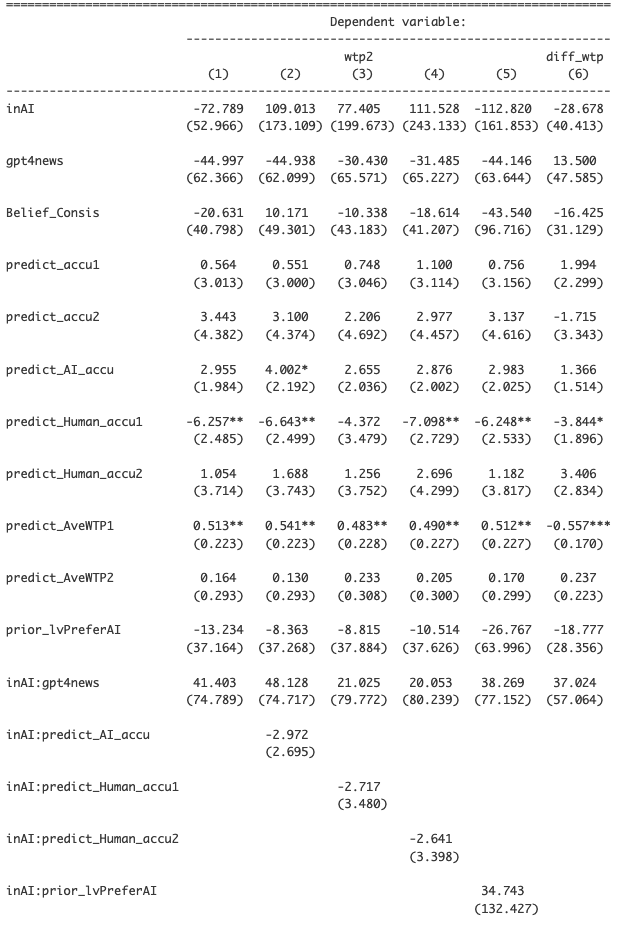 ====================================================================================
Dependent variable:
-----------------------------------------------------------
wtp2 diff_wtp
(1) (2) (3) (4) (5) (6)
------------------------------------------------------------------------------------
inAI -72.789 109.013 77.405 111.528 -112.820 -28.678
(52.966) (173.109) (199.673) (243.133) (161.853) (40.413)
gpt4news -44.997 -44.938 -30.430 -31.485 -44.146 13.500
(62.366) (62.099) (65.571) (65.227) (63.644) (47.585)
Belief_Consis -20.631 10.171 -10.338 -18.614 -43.540 -16.425
(40.798) (49.301) (43.183) (41.207) (96.716) (31.129)
predict_accu1 0.564 0.551 0.748 1.100 0.756 1.994
(3.013) (3.000) (3.046) (3.114) (3.156) (2.299)
predict_accu2 3.443 3.100 2.206 2.977 3.137 -1.715
(4.382) (4.374) (4.692) (4.457) (4.616) (3.343)
predict_AI_accu 2.955 4.002* 2.655 2.876 2.983 1.366
(1.984) (2.192) (2.036) (2.002) (2.025) (1.514)
predict_Human_accu1 -6.257** -6.643** -4.372 -7.098** -6.248** -3.844*
(2.485) (2.499) (3.479) (2.729) (2.533) (1.896)
predict_Human_accu2 1.054 1.688 1.256 2.696 1.182 3.406
(3.714) (3.743) (3.752) (4.299) (3.817) (2.834)
predict_AveWTP1 0.513** 0.541** 0.483** 0.490** 0.512** -0.557***
(0.223) (0.223) (0.228) (0.227) (0.227) (0.170)
predict_AveWTP2 0.164 0.130 0.233 0.205 0.170 0.237
(0.293) (0.293) (0.308) (0.300) (0.299) (0.223)
prior_lvPreferAI -13.234 -8.363 -8.815 -10.514 -26.767 -18.777
(37.164) (37.268) (37.884) (37.626) (63.996) (28.356)
inAI:gpt4news 41.403 48.128 21.025 20.053 38.269 37.024
(74.789) (74.717) (79.772) (80.239) (77.152) (57.064)
inAI:predict_AI_accu -2.972
(2.695)
inAI:predict_Human_accu1 -2.717
(3.480)
inAI:predict_Human_accu2 -2.641
(3.398)
inAI:prior_lvPreferAI 34.743
(132.427)